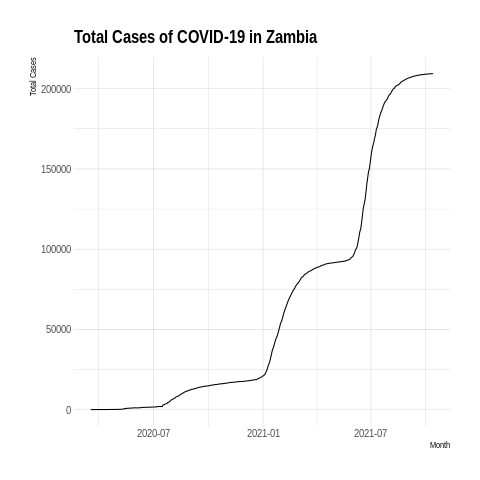 Total Cases of COVID-19 in Zambia
Total Cases
200000
150000
100000
50000
0
2020-07
2021-01
2021-07
Month